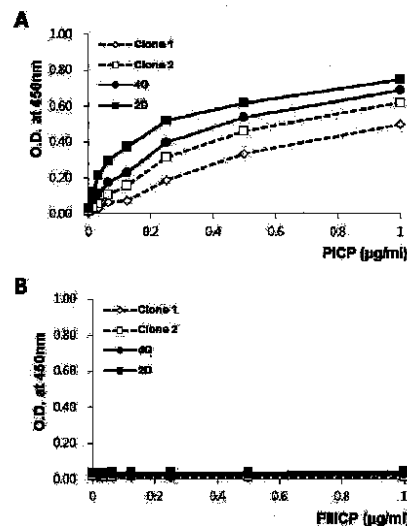 A
Clone 1
Clone 2
4G
2G
O.D. at 450nm
1.00
0.80
0.60
0.40
0.20
0.00
0
0.2
0.4
0.6
0.8
1
PICP (µg/ml)
B
Clone 1
Clone 2
2G
O.D. at 450nm
1.00
0.80
0.60
0.40
0.20
0.00
0
0.2
0.4
0.6
0.8
1
PIIICP (µg/ml)